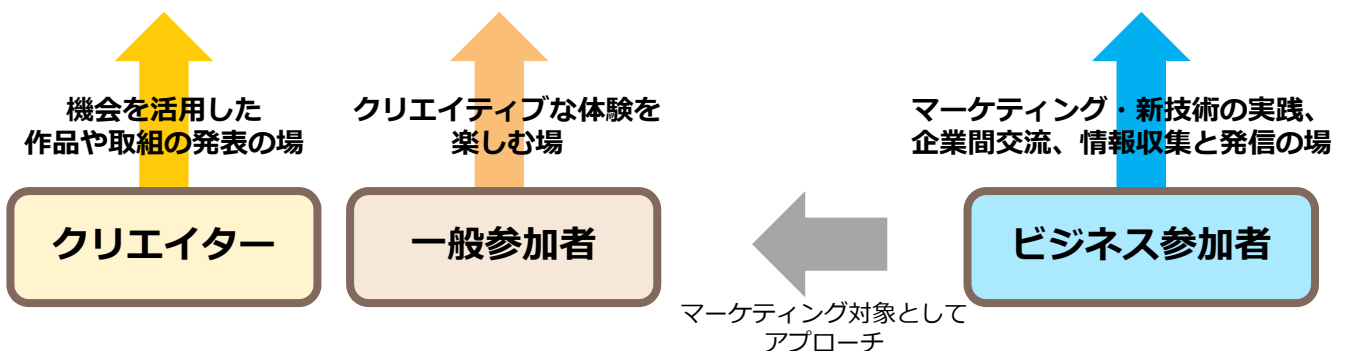 機会を活用した
作品や取組の発表の場
クリエイティブな体験を
楽しむ場
マーケティング・新技術の実践、
企業間交流、情報収集と発信の場
クリエイター
一般参加者
ビジネス参加者
マーケティング対象として
アプローチ